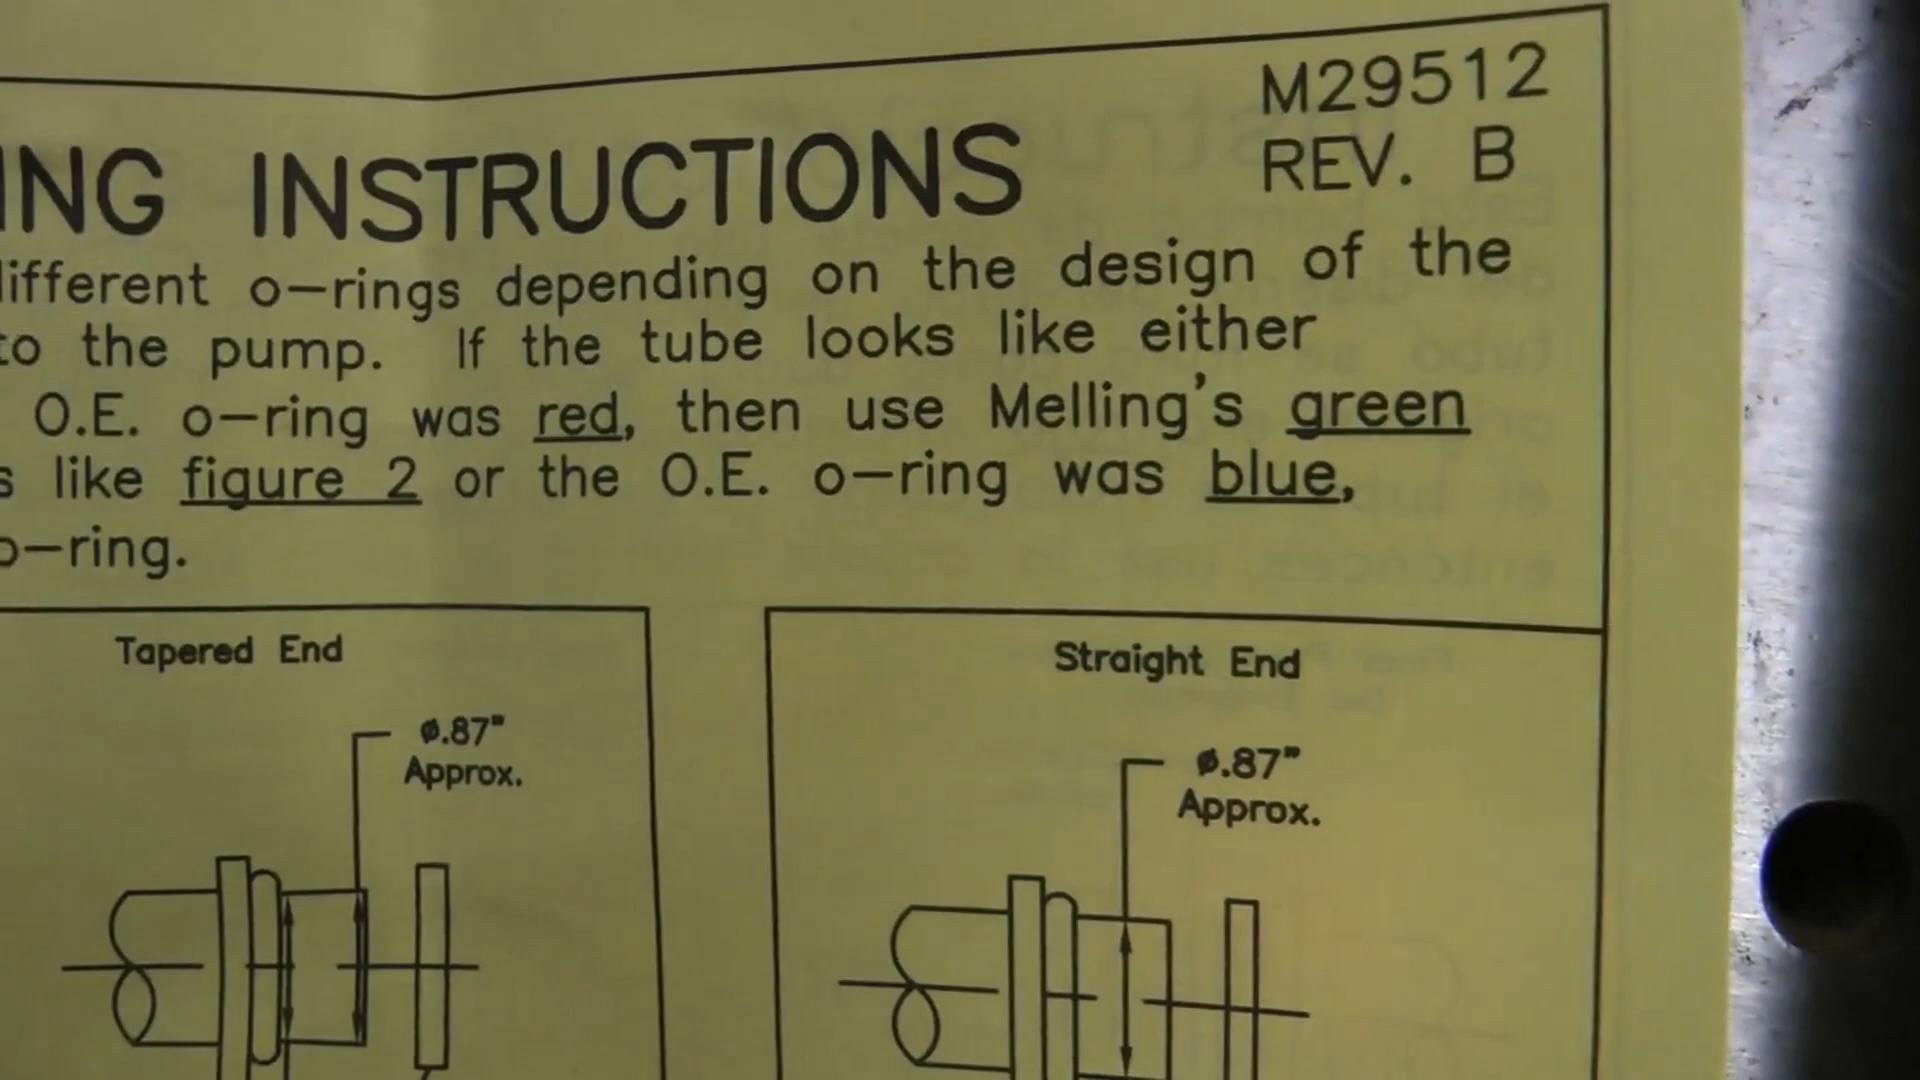 M29512
REV. B
ING INSTRUCTIONS
different o-rings depending on the design of the
to the pump. If the tube looks like either
O.E. o-ring was red, then use Melling's green
s like figure 2 or the O.E. o-ring was blue,
o-ring.
Tapered End
Straight End
ø.87"
Approx.
ø.87"
Approx.